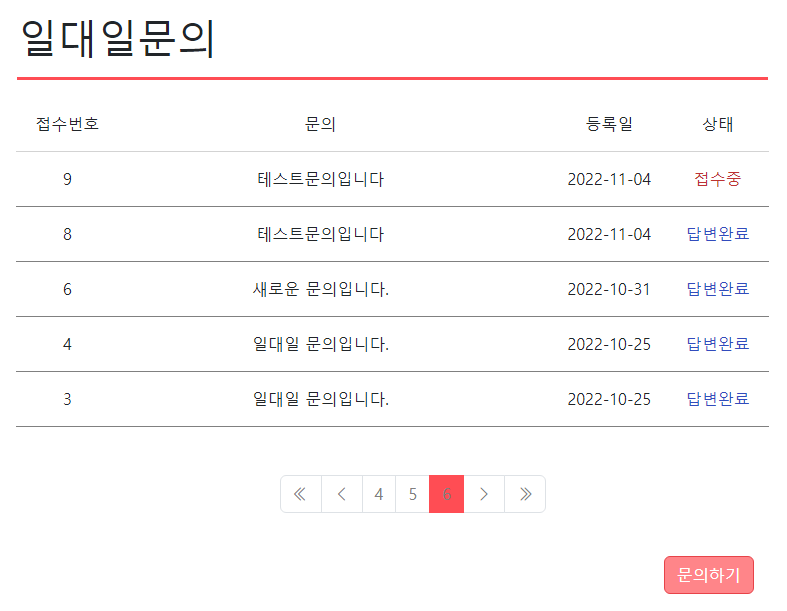 일대일문의
접수번호 문의 등록일 상태
9 테스트문의입니다 2022-11-04 접수중
8 테스트문의입니다 2022-11-04 답변완료
6 새로운 문의입니다. 2022-10-31 답변완료
4 일대일 문의입니다. 2022-10-25 답변완료
3 일대일 문의입니다. 2022-10-25 답변완료
« < 4 5 6 > »
문의하기